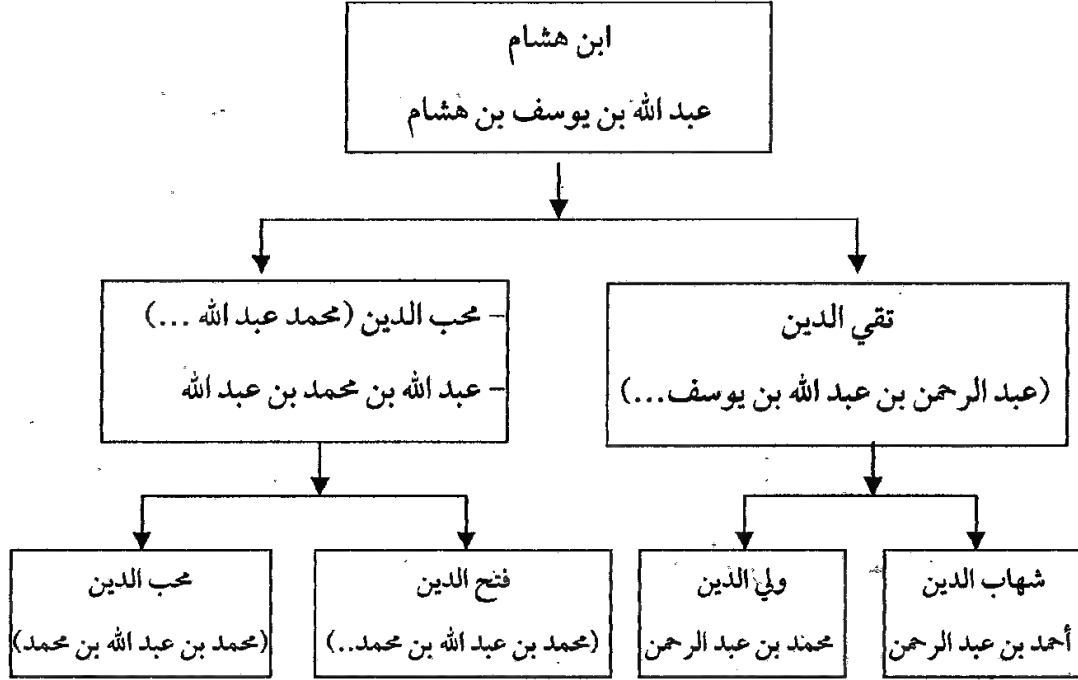 ابن هشام
عبد الله بن يوسف بن هشام
تقي الدين
(عبد الرحمن بن عبد الله بن يوسف...)
– محب الدين (محمد عبد الله ...)
– عبد الله بن محمد بن عبد الله
شهاب الدين
أحمد بن عبد الرحمن
ولي الدين
محمد بن عبد الرحمن
فتح الدين
(محمد بن عبد الله بن محمد..)
محب الدين
(محمد بن عبد الله بن محمد)